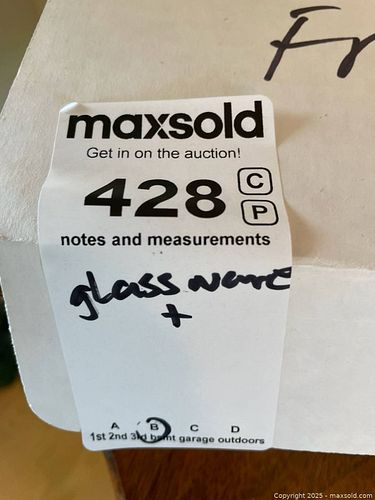 Fr
maxsold
Get in on the auction!
428 C
P
notes and measurements
glassware
+
A B C D
1st 2nd 3rd bsmt garage outdoors
Copyright 2025 - maxsold.com